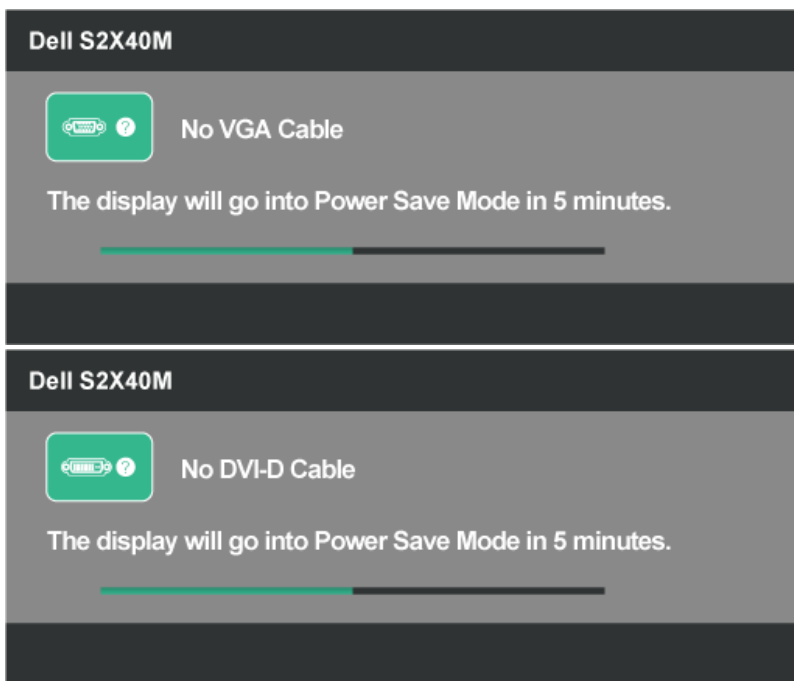 Dell S2X40M
? No VGA Cable
The display will go into Power Save Mode in 5 minutes.
Dell S2X40M
? No DVI-D Cable
The display will go into Power Save Mode in 5 minutes.